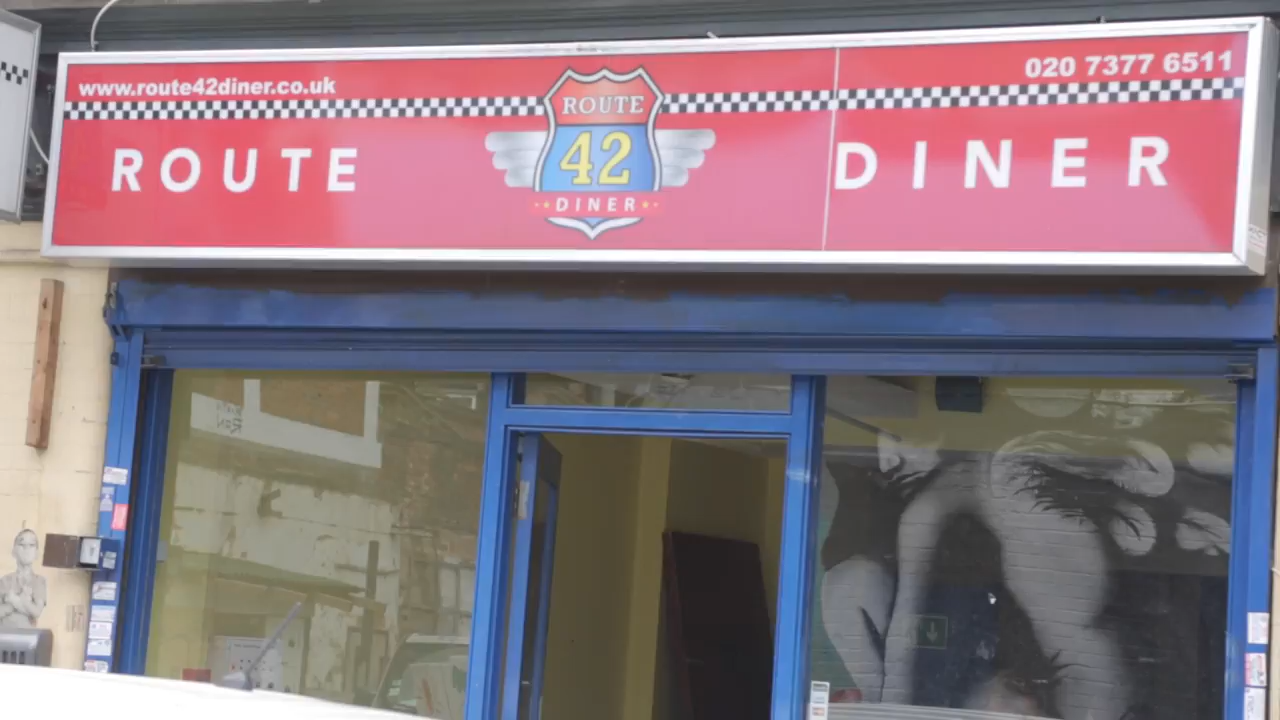 www.route42diner.co.uk
020 7377 6511
ROUTE
ROUTE
42
DINER
DINER